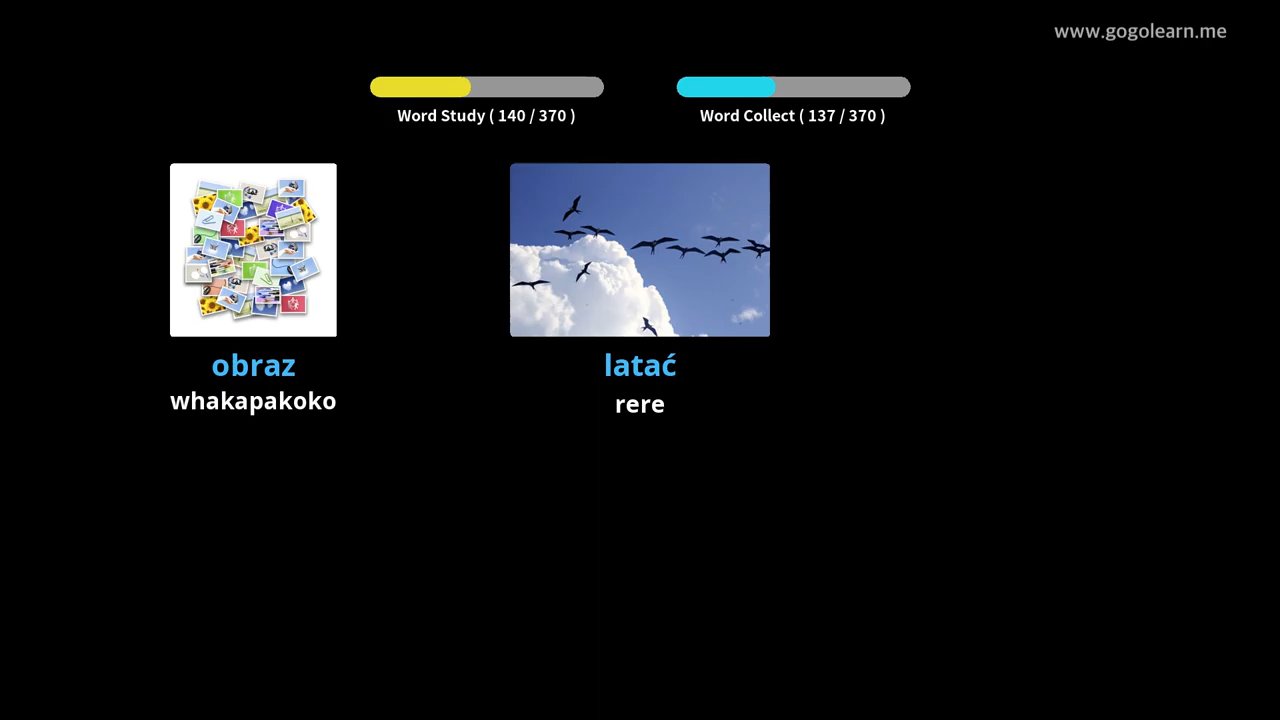 www.gogolearn.me
Word Study ( 140 / 370 )
Word Collect ( 137 / 370 )
obraz
whakapakoko
latać
rere